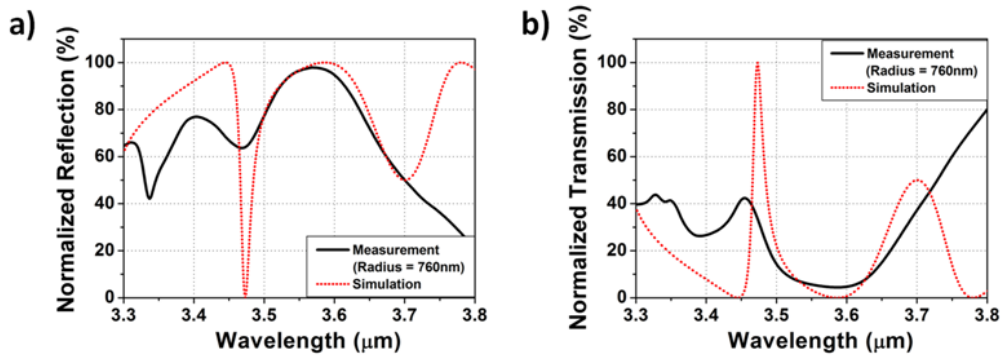 a)
Normalized Reflection (%)
120
100
80
60
40
20
0
3.3 3.4 3.5 3.6 3.7 3.8
Wavelength (μm)
Measurement
(Radius = 760nm)
Simulation
b)
Normalized Transmission (%)
120
100
80
60
40
20
0
3.3 3.4 3.5 3.6 3.7 3.8
Wavelength (μm)
Measurement
(Radius = 760nm)
Simulation